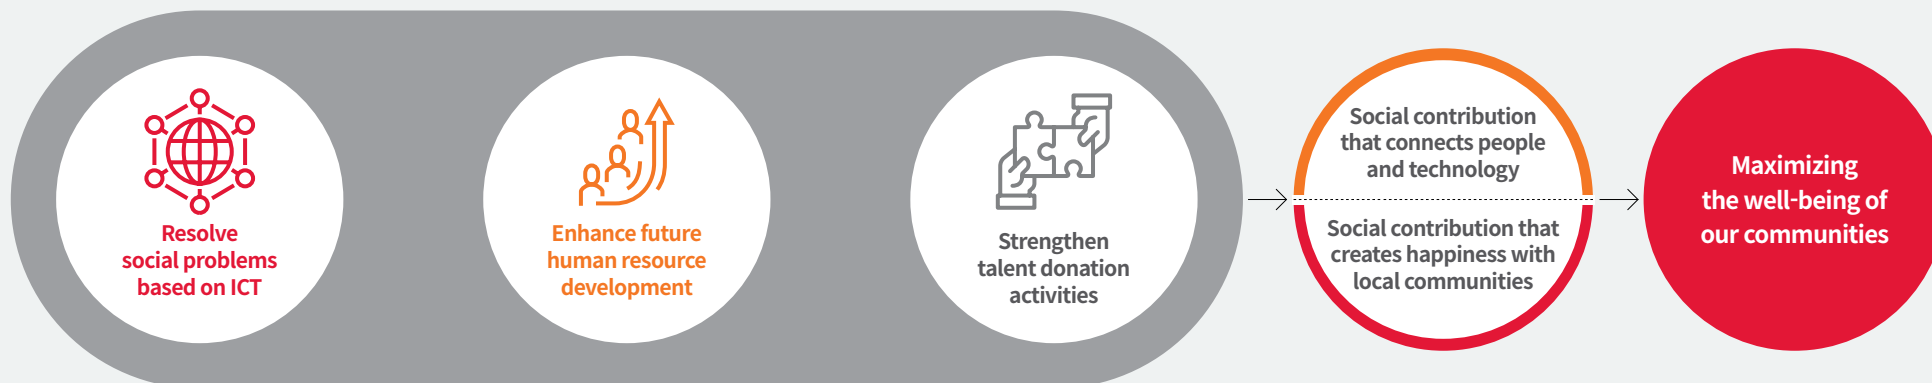 Resolve
social problems
based on ICT
Enhance future
human resource
development
Strengthen
talent donation
activities
Social contribution
that connects people
and technology
Social contribution that
creates happiness with
local communities
Maximizing
the well-being of
our communities